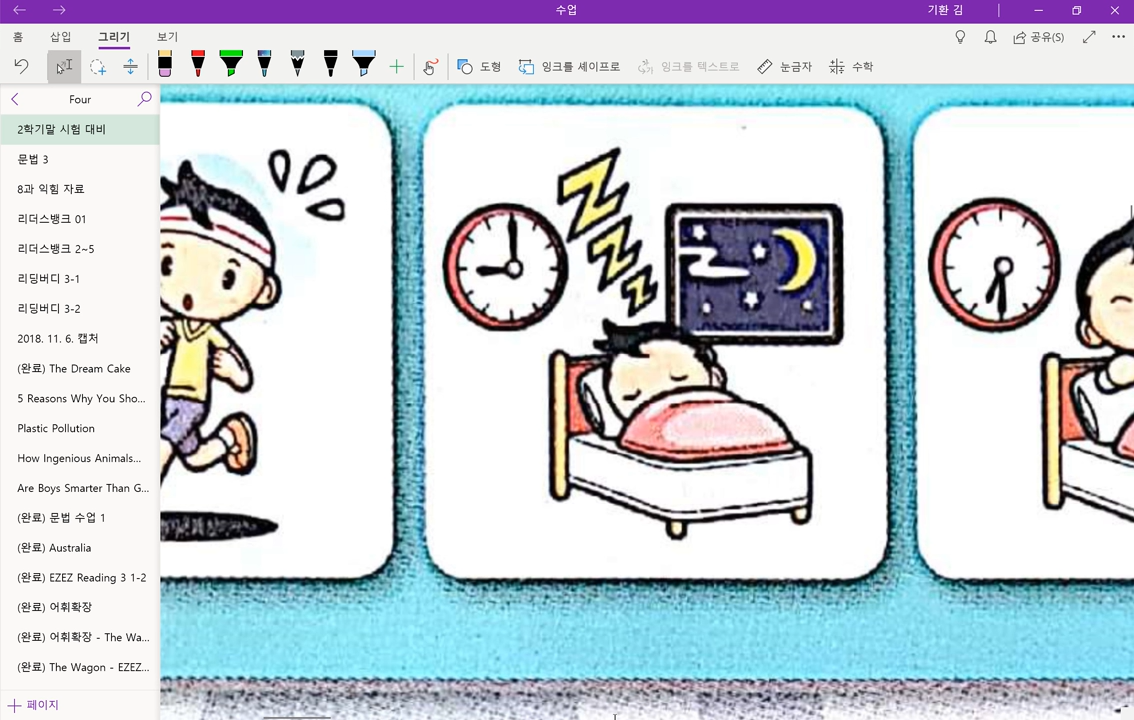 수업
기환 김
홈 삽입 그리기 보기
공유(S)
도형 잉크를 셰이프로 잉크를 텍스트로 눈금자 수학
Four
2학기말 시험 대비
문법 3
8과 익힘 자료
리더스뱅크 01
리더스뱅크 2~5
리딩버디 3-1
리딩버디 3-2
2018. 11. 6. 캡처
(완료) The Dream Cake
5 Reasons Why You Sho...
Plastic Pollution
How Ingenious Animals...
Are Boys Smarter Than G...
(완료) 문법 수업 1
(완료) Australia
(완료) EZEZ Reading 3 1-2
(완료) 어휘확장
(완료) 어휘확장 - The Wa...
(완료) The Wagon - EZEZ...
페이지
Z
Z
Z